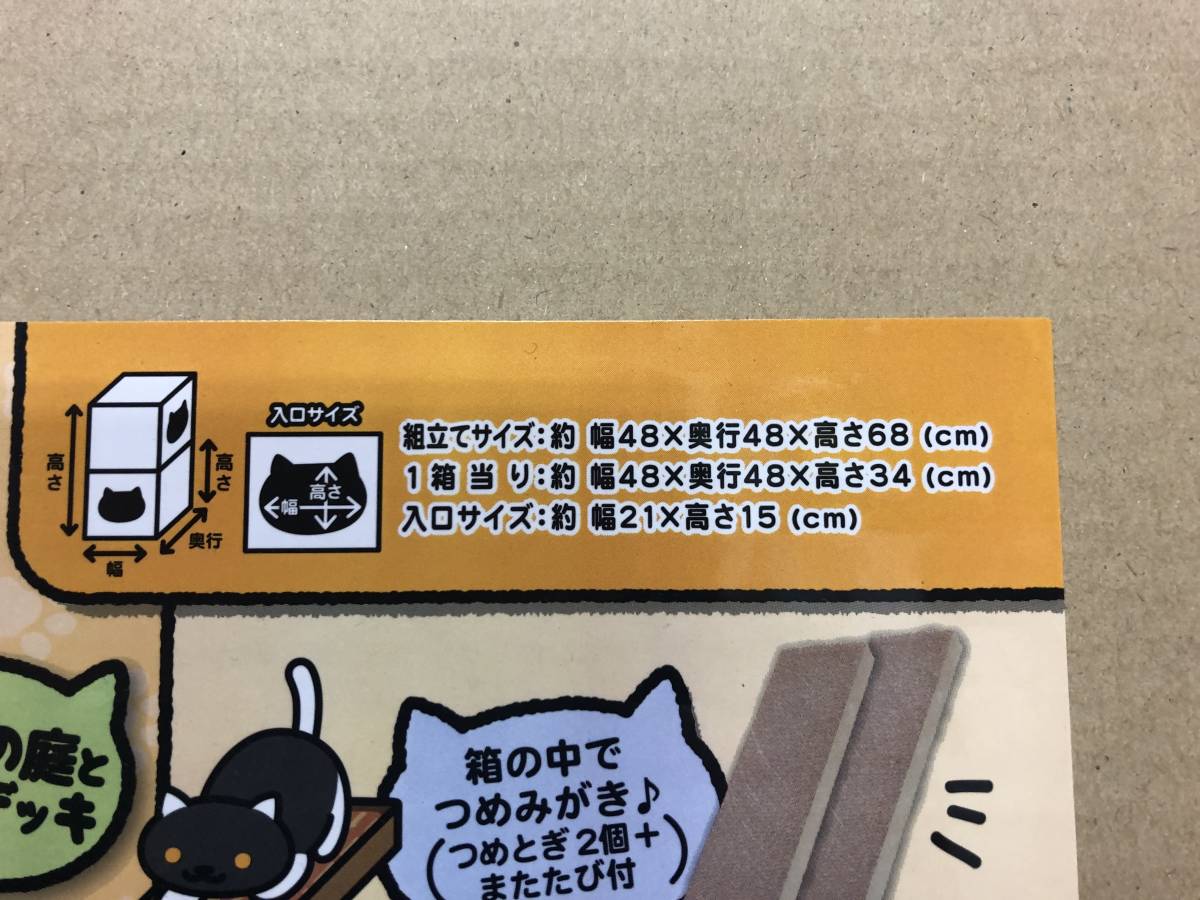 高さ
高さ
奥行
幅
入口サイズ
高さ
幅
組立てサイズ：約 幅48×奥行48×高さ68 (cm)
1箱当り：約 幅48×奥行48×高さ34 (cm)
入口サイズ：約 幅21×高さ15 (cm)
の庭と
デッキ
箱の中で
つめみがき♪
(つめとぎ2個＋
またたび付)